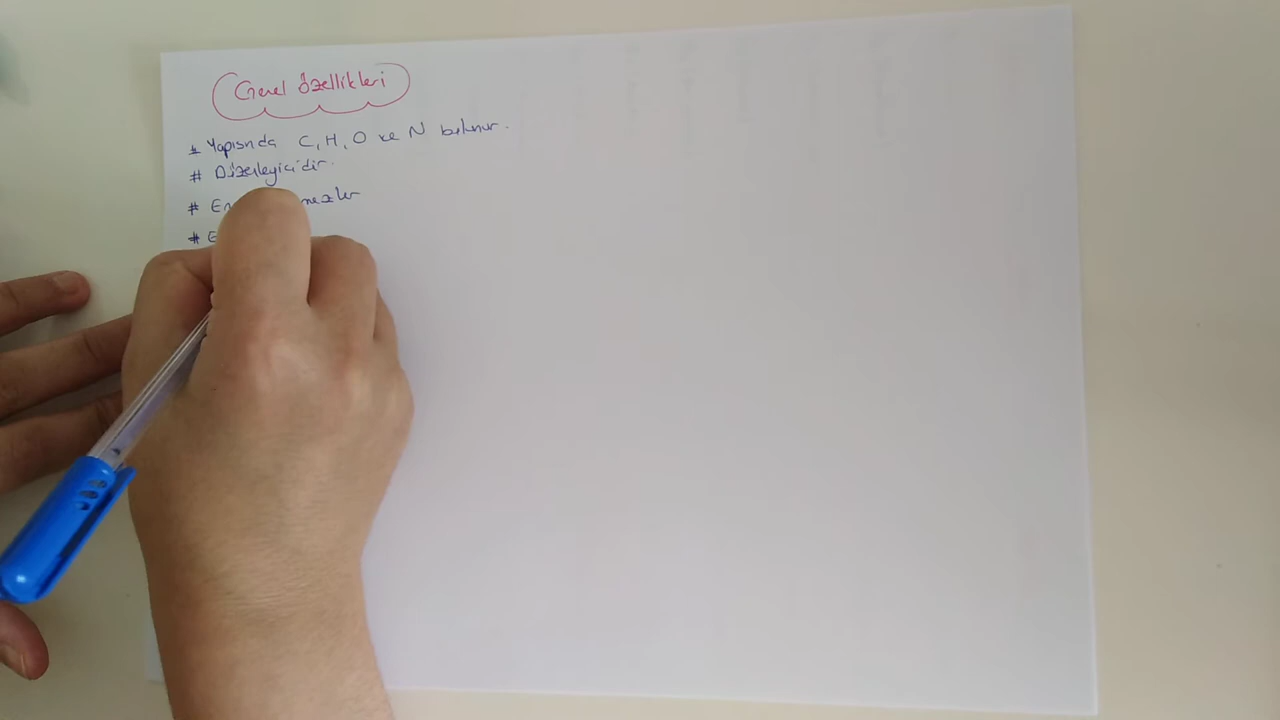 Genel özellikleri
# Yapısında C, H, O ve N bulunur.
# Düzenleyicidir.
#
#